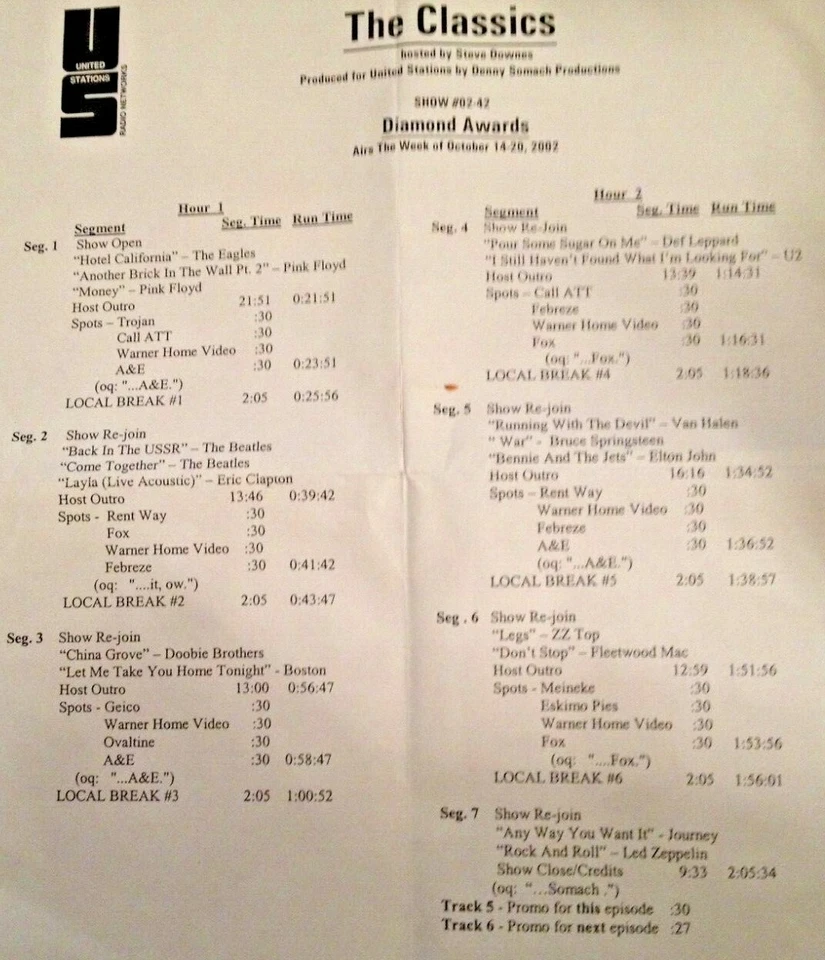 US
UNITED
STATIONS
RADIO NETWORKS
The Classics
hosted by Steve Downes
Produced for United Stations by Denny Somach Productions
SHOW #02-42
Diamond Awards
Airs The Week of October 14-20, 2002
Hour 1
Segment Seg. Time Run Time
Seg. 1 Show Open
"Hotel California" – The Eagles
"Another Brick In The Wall Pt. 2" – Pink Floyd
"Money" – Pink Floyd
Host Outro 21:51 0:21:51
Spots – Trojan :30
Call ATT :30
Warner Home Video :30
A&E :30 0:23:51
(oq: "...A&E.")
LOCAL BREAK #1 2:05 0:25:56
Seg. 2 Show Re-join
"Back In The USSR" – The Beatles
"Come Together" – The Beatles
"Layla (Live Acoustic)" – Eric Clapton
Host Outro 13:46 0:39:42
Spots - Rent Way :30
Fox :30
Warner Home Video :30
Febreze :30 0:41:42
(oq: "....it, ow.")
LOCAL BREAK #2 2:05 0:43:47
Seg. 3 Show Re-join
"China Grove" – Doobie Brothers
"Let Me Take You Home Tonight" - Boston
Host Outro 13:00 0:56:47
Spots - Geico :30
Warner Home Video :30
Ovaltine :30
A&E :30 0:58:47
(oq: "...A&E.")
LOCAL BREAK #3 2:05 1:00:52
Hour 2
Segment Seg. Time Run Time
Seg. 4 Show Re-Join
"Pour Some Sugar On Me" – Def Leppard
"I Still Haven't Found What I'm Looking For" – U2
Host Outro 13:39 1:14:31
Spots – Call ATT :30
Febreze :30
Warner Home Video :30
Fox :30 1:16:31
(oq: "...Fox.")
LOCAL BREAK #4 2:05 1:18:36
Seg. 5 Show Re-join
"Running With The Devil" – Van Halen
" War" - Bruce Springsteen
"Bennie And The Jets" – Elton John
Host Outro 16:16 1:34:52
Spots – Rent Way :30
Warner Home Video :30
Febreze :30
A&E :30 1:36:52
(oq: "...A&E.")
LOCAL BREAK #5 2:05 1:38:57
Seg . 6 Show Re-join
"Legs" – ZZ Top
"Don't Stop" – Fleetwood Mac
Host Outro 12:59 1:51:56
Spots - Meineke :30
Eskimo Pies :30
Warner Home Video :30
Fox :30 1:53:56
(oq: "....Fox.")
LOCAL BREAK #6 2:05 1:56:01
Seg. 7 Show Re-join
"Any Way You Want It" - Journey
"Rock And Roll" – Led Zeppelin
Show Close/Credits 9:33 2:05:34
(oq: "...Somach .")
Track 5 - Promo for this episode :30
Track 6 - Promo for next episode :27